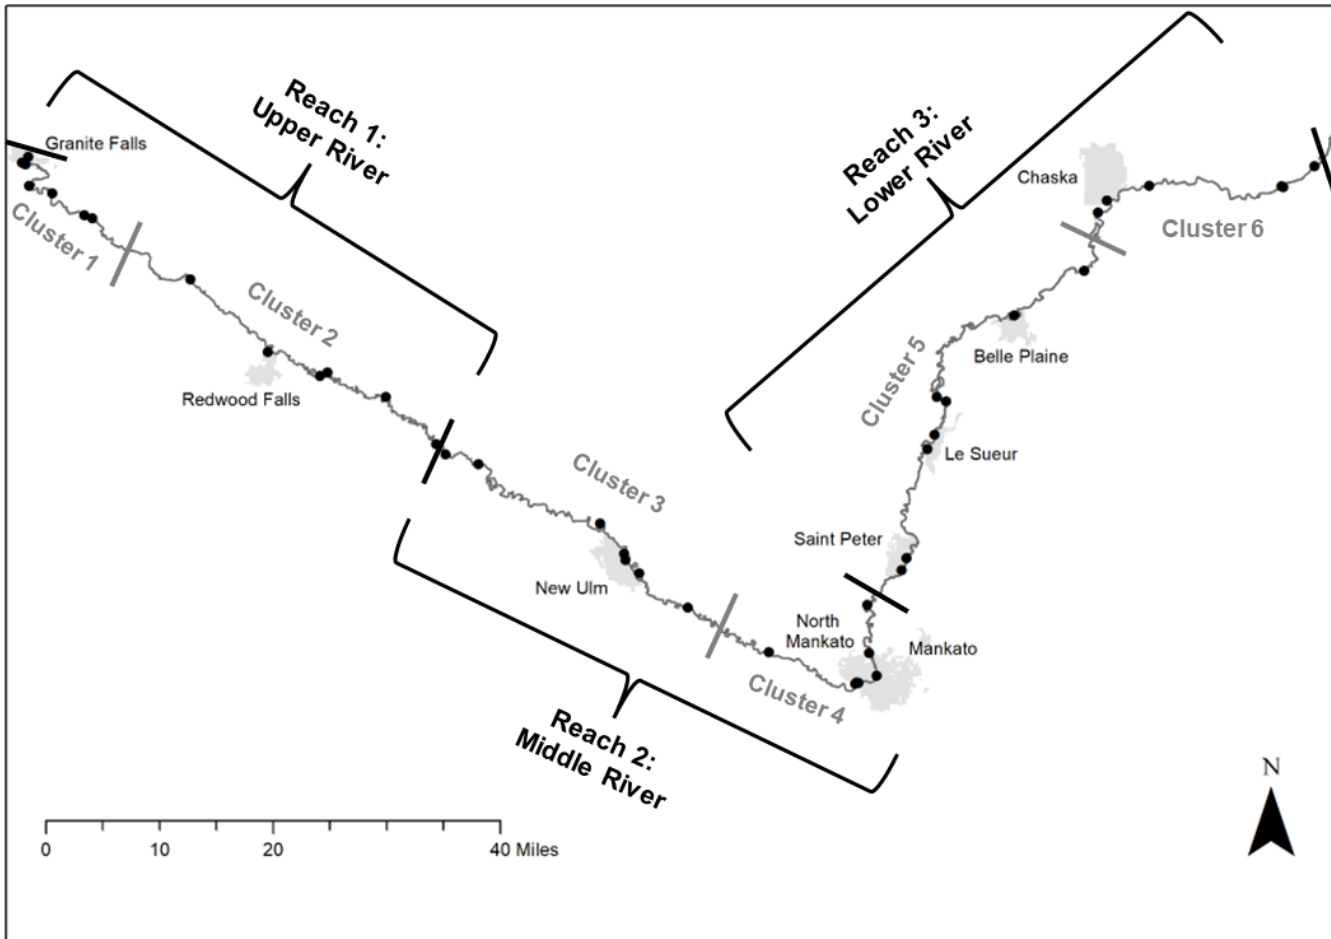 Reach 1:
Upper River
Reach 3:
Lower River
Granite Falls
Chaska
Cluster 1
Cluster 6
Cluster 2
Belle Plaine
Cluster 5
Redwood Falls
Le Sueur
Cluster 3
Saint Peter
New Ulm
North
Mankato
Mankato
Cluster 4
Reach 2:
Middle River
N
0 10 20 40 Miles